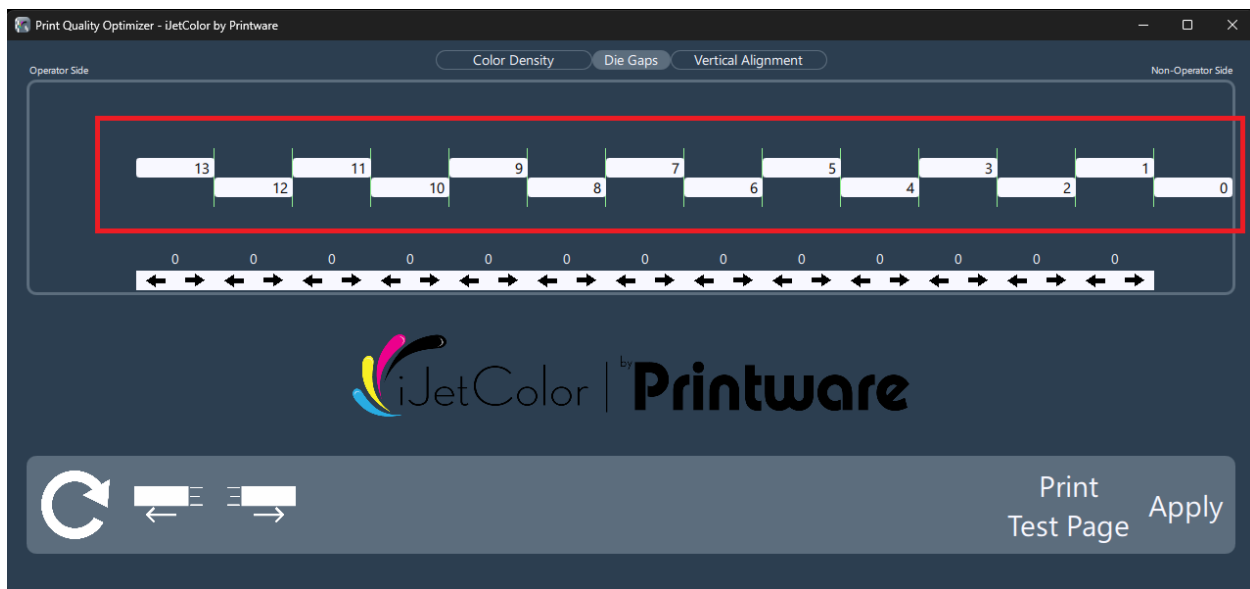 Print Quality Optimizer - iJetColor by Printware
Color Density Die Gaps Vertical Alignment
Operator Side Non-Operator Side
13 11 9 7 5 3 1
12 10 8 6 4 2 0
0 0 0 0 0 0 0 0 0 0 0 0 0
iJetColor | by Printware
Print
Test Page
Apply